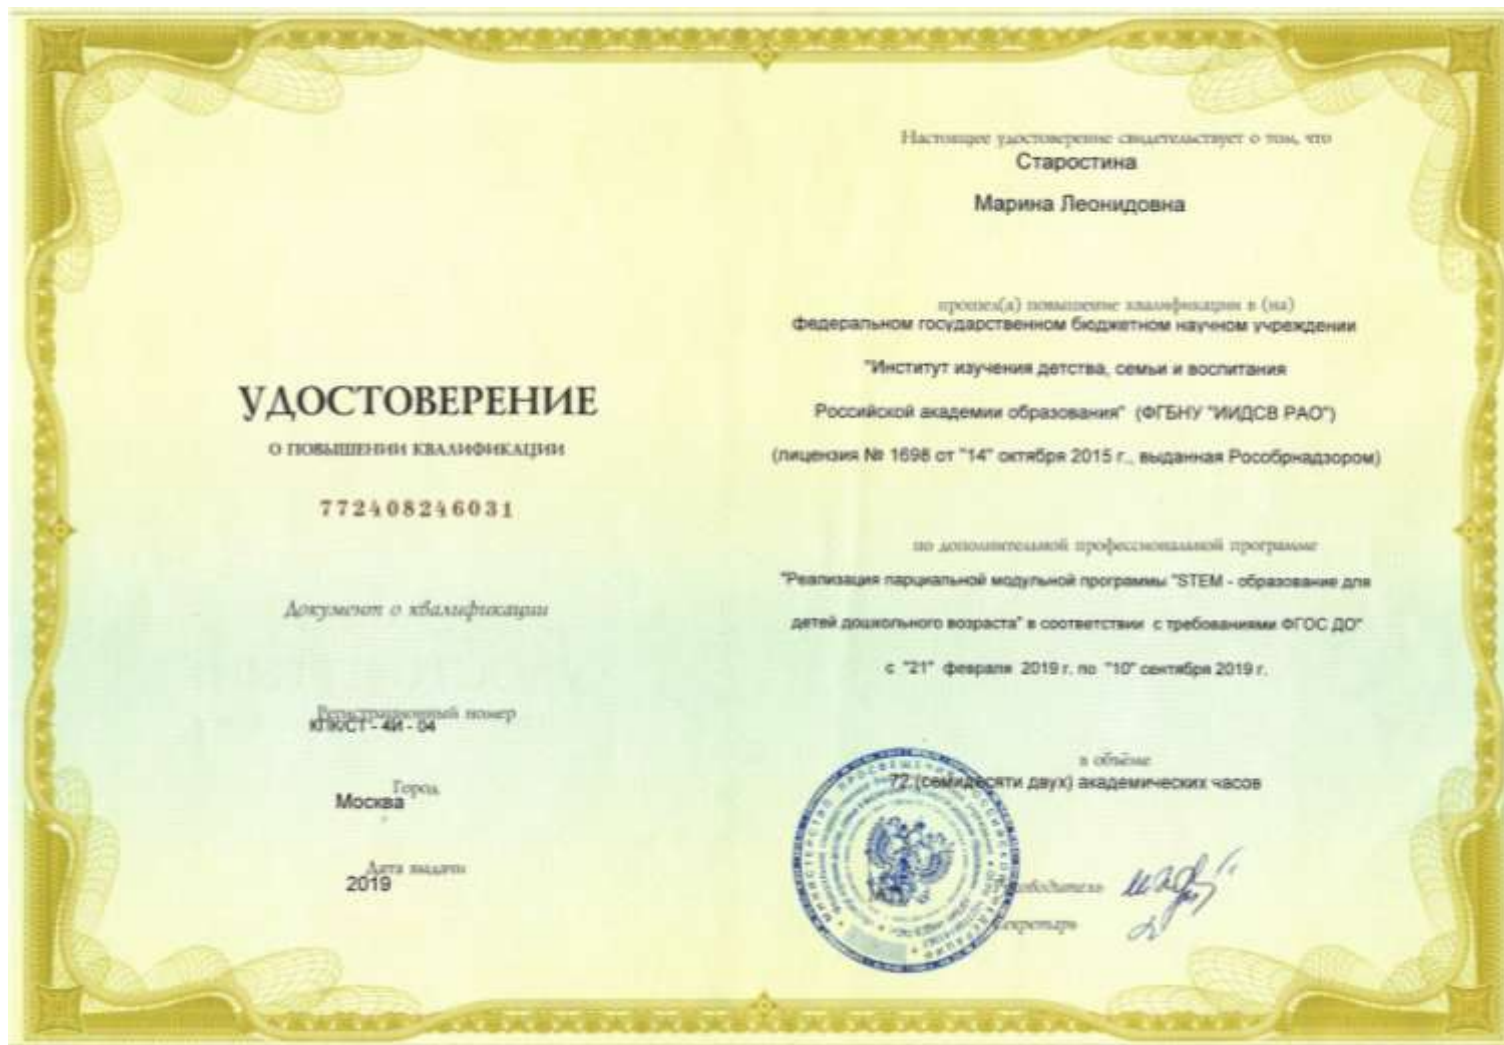 УДОСТОВЕРЕНИЕ
О ПОВЫШЕНИИ КВАЛИФИКАЦИИ
772408246031
Документ о квалификации
Регистрационный номер
КПК/СТ - 4И - 04
Город
Москва
Дата выдачи
2019
Настоящее удостоверение свидетельствует о том, что
Старостина
Марина Леонидовна
прошел(а) повышение квалификации в (на)
федеральном государственном бюджетном научном учреждении
"Институт изучения детства, семьи и воспитания
Российской академии образования" (ФГБНУ "ИИДСВ РАО")
(лицензия № 1698 от "14" октября 2015 г., выданная Рособрнадзором)
по дополнительной профессиональной программе
"Реализация парциальной модульной программы "STEM - образование для
детей дошкольного возраста" в соответствии с требованиями ФГОС ДО"
с "21" февраля 2019 г. по "10" сентября 2019 г.
в объёме
72 (семидесяти двух) академических часов
МИНИСТЕРСТВО ПРОСВЕЩЕНИЯ РОССИЙСКОЙ ФЕДЕРАЦИИ
Руководитель
Секретарь